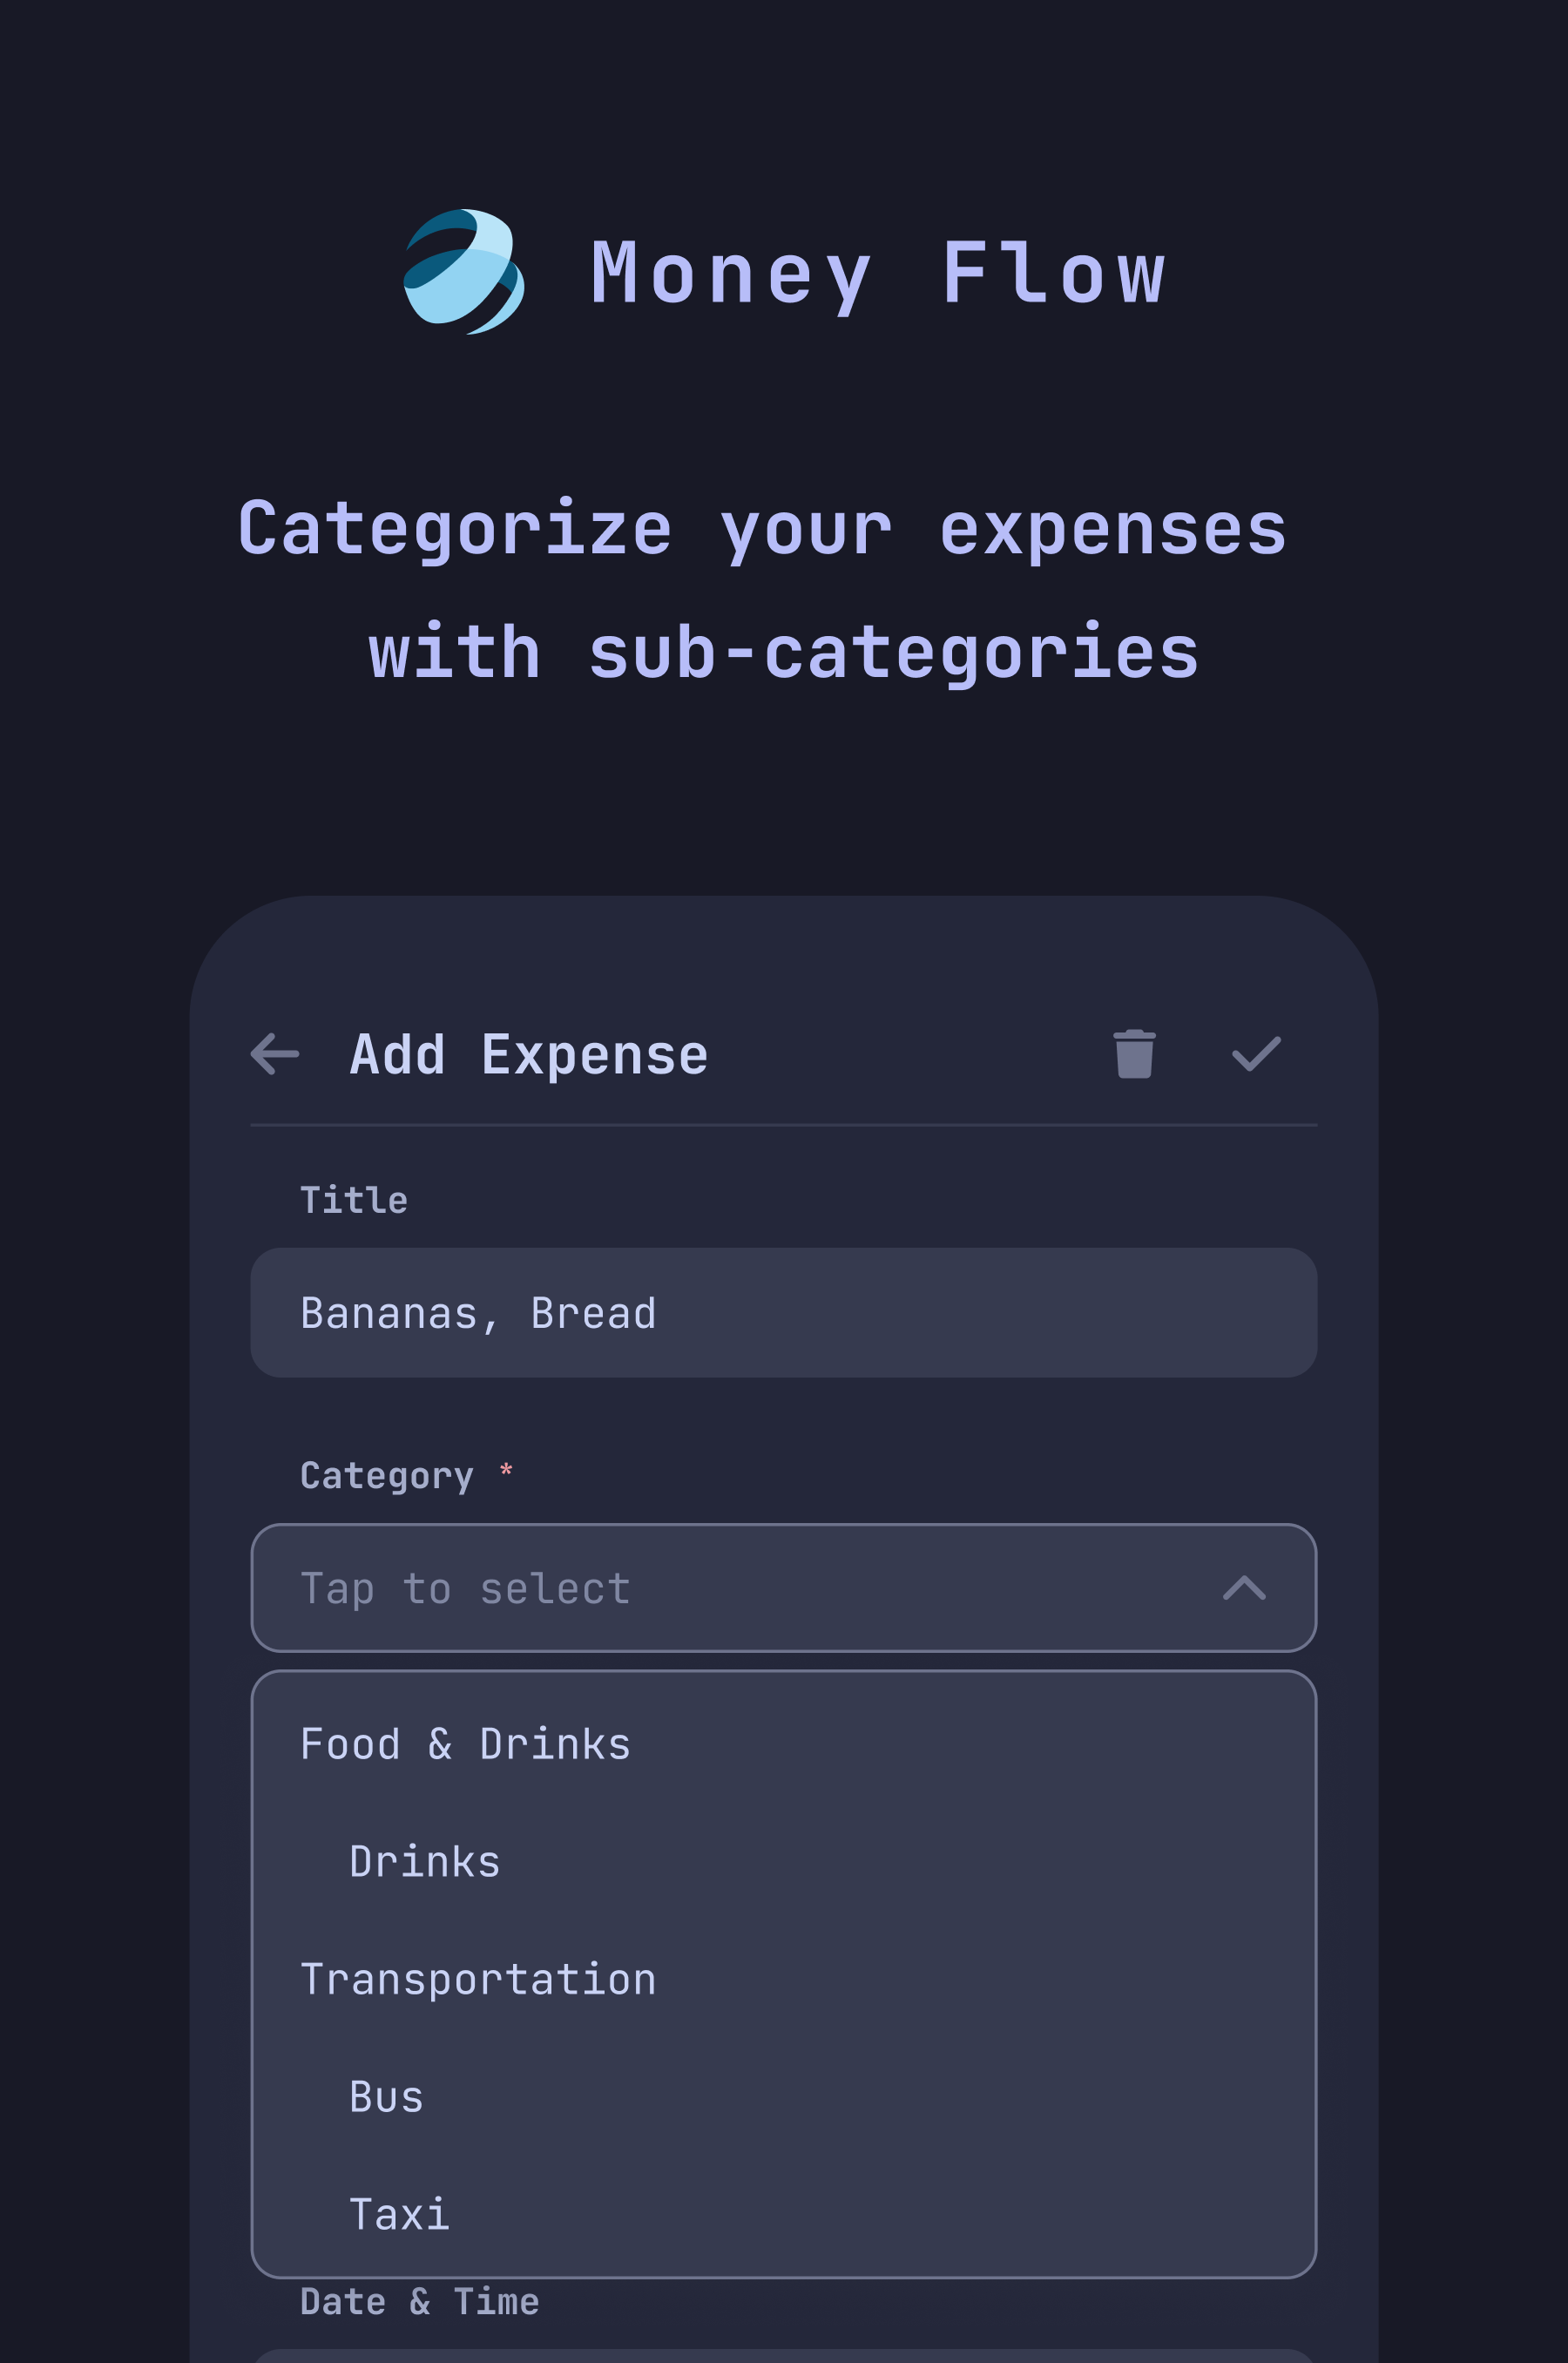 Money Flow
Categorize your expenses
with sub-categories
Add Expense
Title
Bananas, Bread
Category *
Tap to select
Food & Drinks
Drinks
Transportation
Bus
Taxi
Date & Time